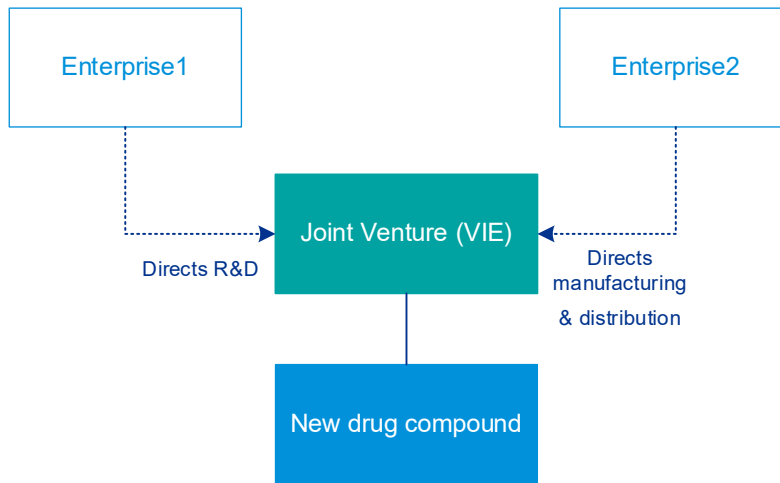 Enterprise1
Enterprise2
Joint Venture (VIE)
Directs R&D
Directs
manufacturing
& distribution
New drug compound